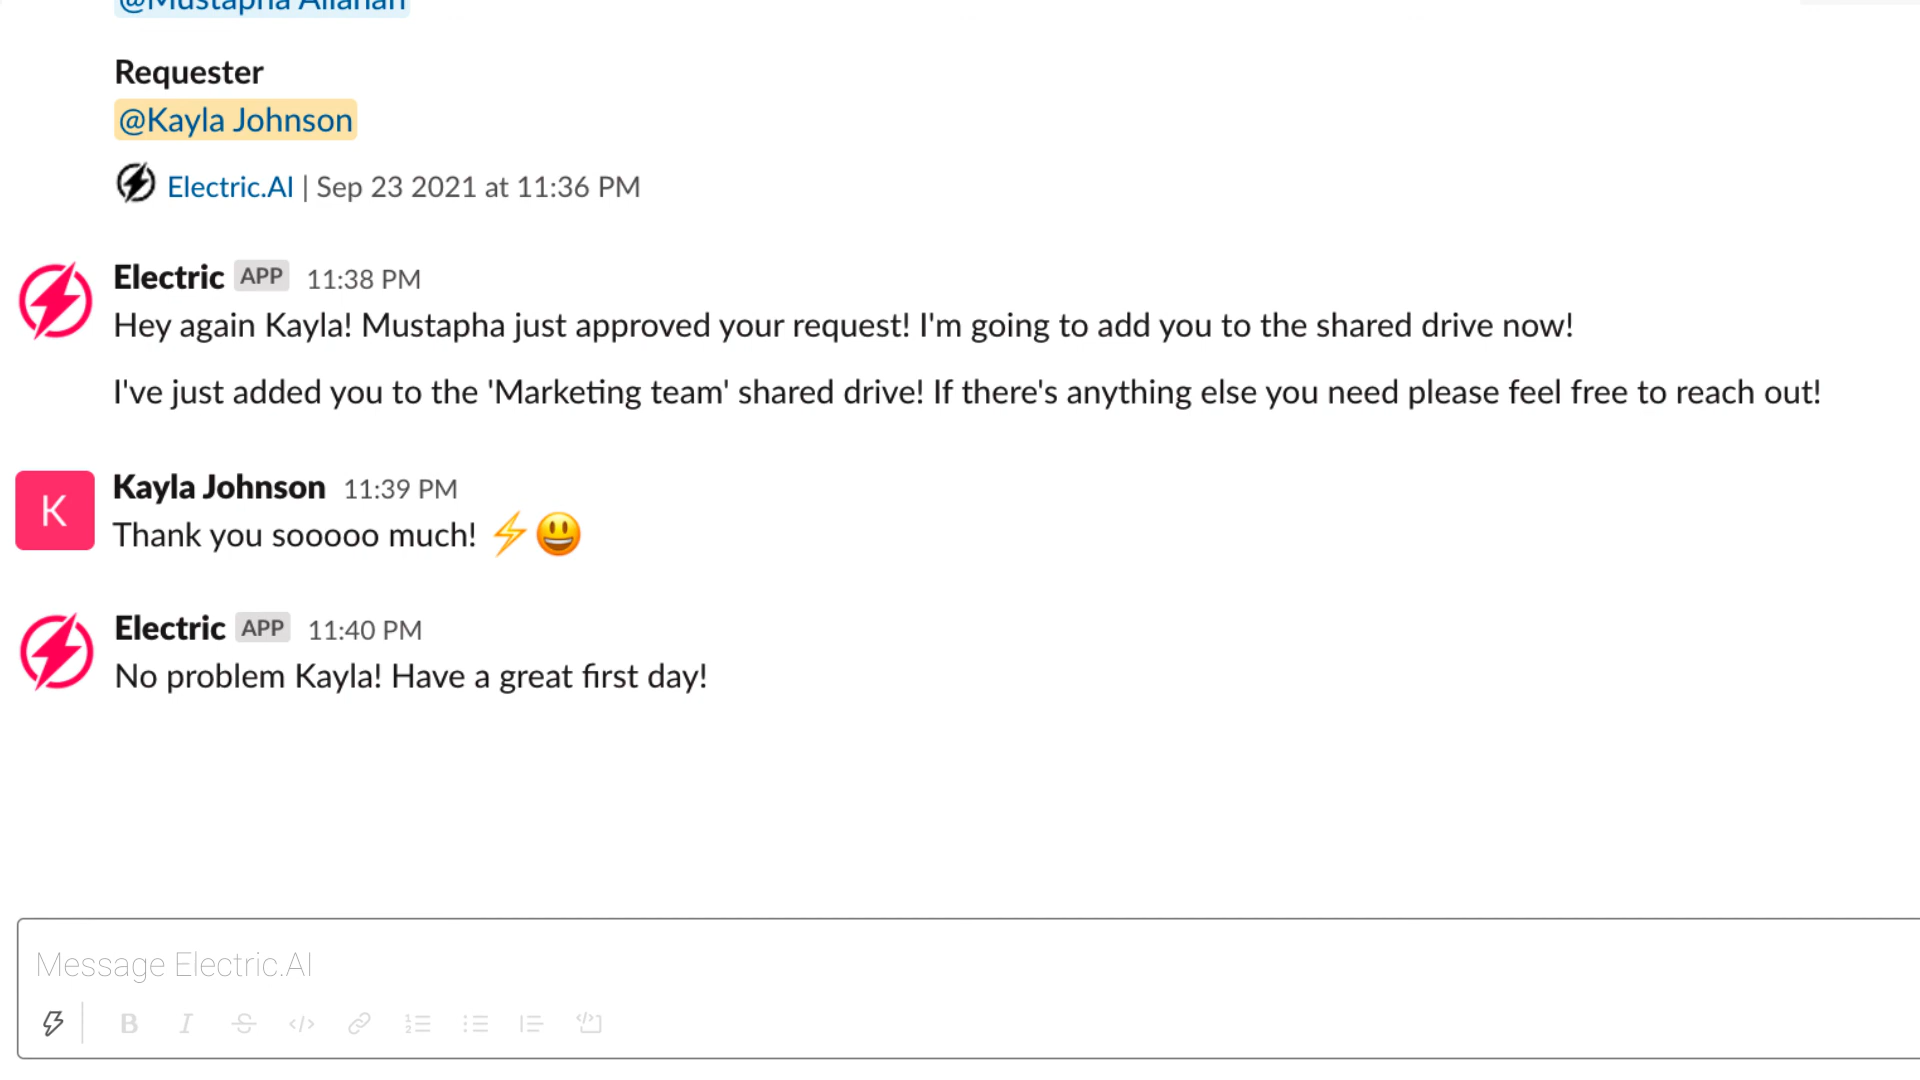 @Mustapha
Requester
@Kayla Johnson
Electric.AI | Sep 23 2021 at 11:36 PM
Electric APP 11:38 PM
Hey again Kayla! Mustapha just approved your request! I'm going to add you to the shared drive now!
I've just added you to the 'Marketing team' shared drive! If there's anything else you need please feel free to reach out!
K
Kayla Johnson 11:39 PM
Thank you sooooo much! ⚡😃
Electric APP 11:40 PM
No problem Kayla! Have a great first day!
Message Electric.AI
B I S </>